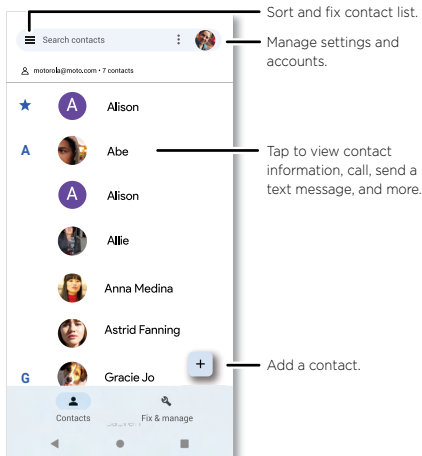 Sort and fix contact list.
Search contacts
Manage settings and
accounts.
motorola@moto.com • 7 contacts
A Alison
A Abe
Tap to view contact
information, call, send a
text message, and more.
A Alison
Allie
Anna Medina
Astrid Fanning
+
Add a contact.
G Gracie Jo
Contacts Fix & manage